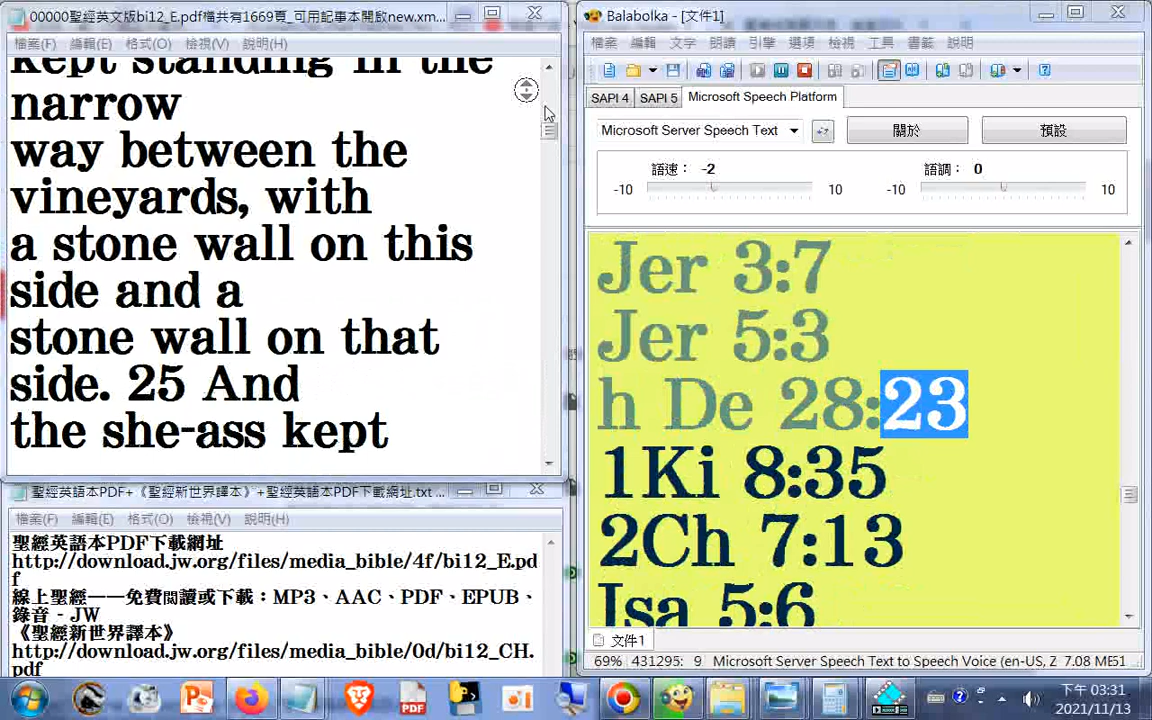 00000聖經英文版bi12_E.pdf檔共有1669頁_可用記事本開啟new.xm...
檔案(F) 編輯(E) 格式(O) 檢視(V) 說明(H)
kept standing in the
narrow
way between the
vineyards, with
a stone wall on this
side and a
stone wall on that
side. 25 And
the she-ass kept
聖經英語本PDF+《聖經新世界譯本》+聖經英語本PDF下載網址.txt ...
檔案(F) 編輯(E) 格式(O) 檢視(V) 說明(H)
聖經英語本PDF下載網址
http://download.jw.org/files/media_bible/4f/bi12_E.pd
f
線上聖經——免費閱讀或下載：MP3、AAC、PDF、EPUB、
錄音 - JW
《聖經新世界譯本》
http://download.jw.org/files/media_bible/0d/bi12_CH.
pdf
Balabolka - [文件1]
檔案 編輯 文字 朗讀 引擎 選項 檢視 工具 書籤 說明
SAPI 4 SAPI 5 Microsoft Speech Platform
Microsoft Server Speech Text 關於 預設
語速： -2 語調： 0
-10 10 -10 10
Jer 3:7
Jer 5:3
h De 28:23
1Ki 8:35
2Ch 7:13
Isa 5:6
文件1
69% 431295: 9 Microsoft Server Speech Text to Speech Voice (en-US, Z 7.08 ME51
下午 03:31
2021/11/13